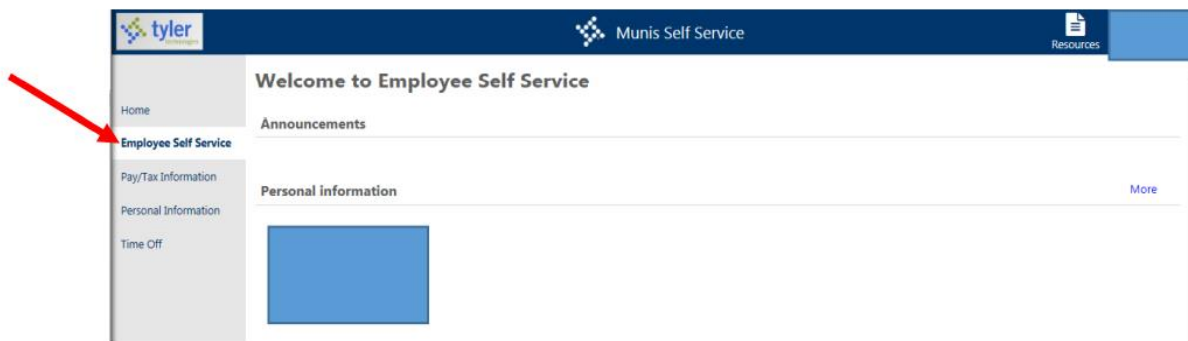 tyler
Munis Self Service
Resources
Welcome to Employee Self Service
Home
Announcements
Employee Self Service
Pay/Tax Information
Personal information
More
Personal Information
Time Off